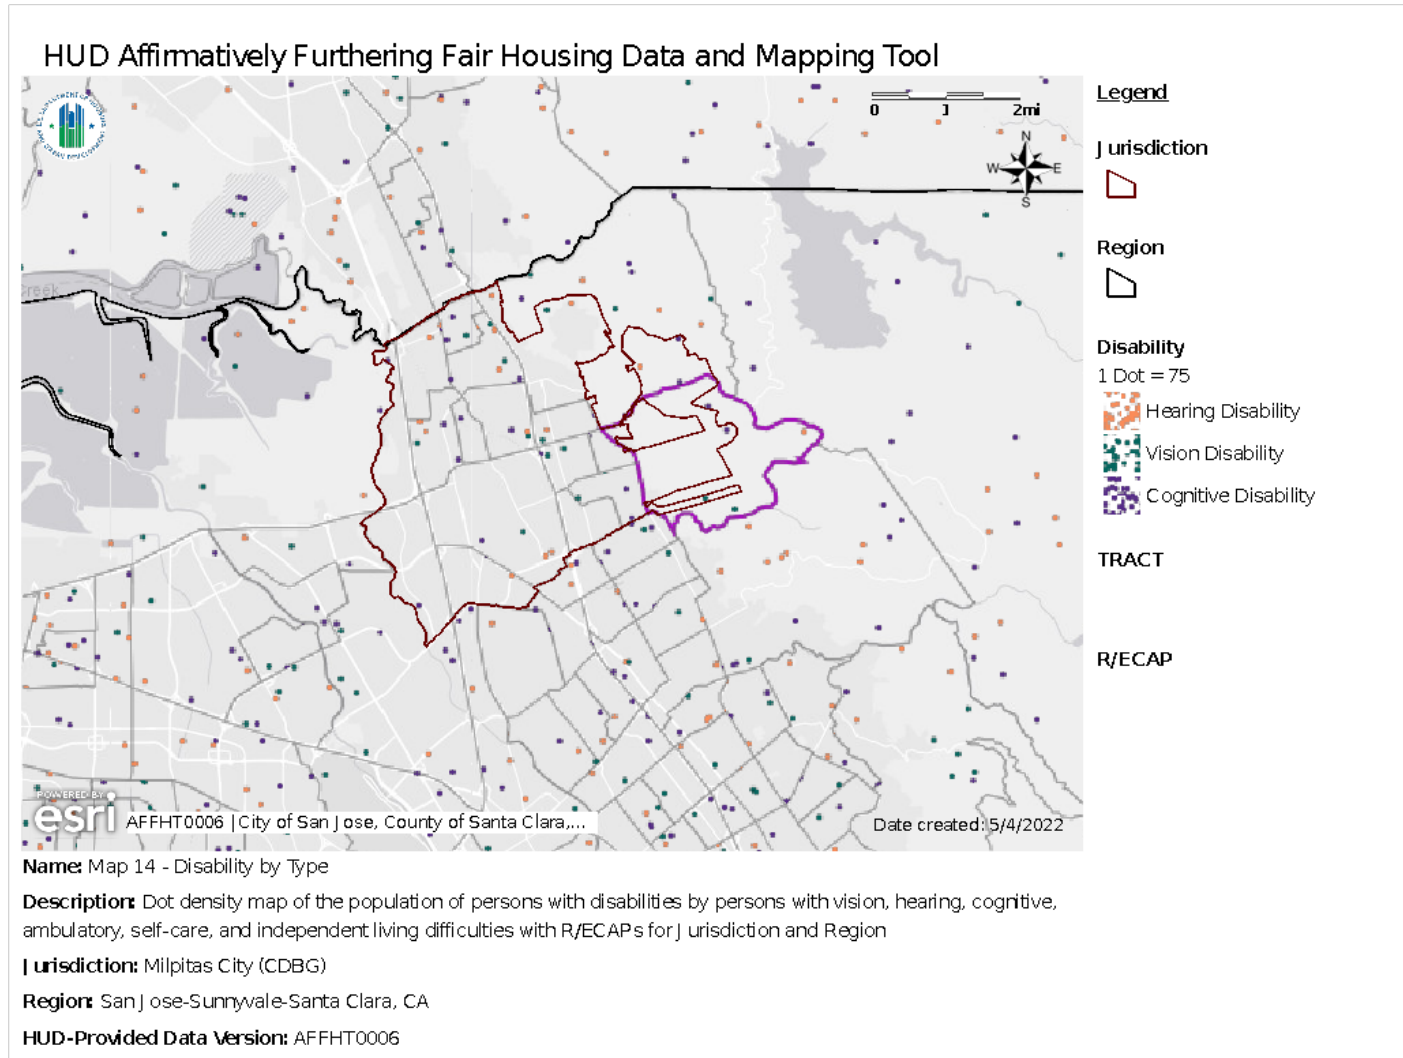 HUD Affirmatively Furthering Fair Housing Data and Mapping Tool
0 1 2mi
N
W E
S
Creek
Legend
Jurisdiction
Region
Disability
1 Dot = 75
Hearing Disability
Vision Disability
Cognitive Disability
TRACT
R/ECAP
POWERED BY
esri
AFFHT0006 | City of San Jose, County of Santa Clara,...
Date created: 5/4/2022
Name: Map 14 - Disability by Type
Description: Dot density map of the population of persons with disabilities by persons with vision, hearing, cognitive,
ambulatory, self-care, and independent living difficulties with R/ECAPs for Jurisdiction and Region
Jurisdiction: Milpitas City (CDBG)
Region: San Jose-Sunnyvale-Santa Clara, CA
HUD-Provided Data Version: AFFHT0006